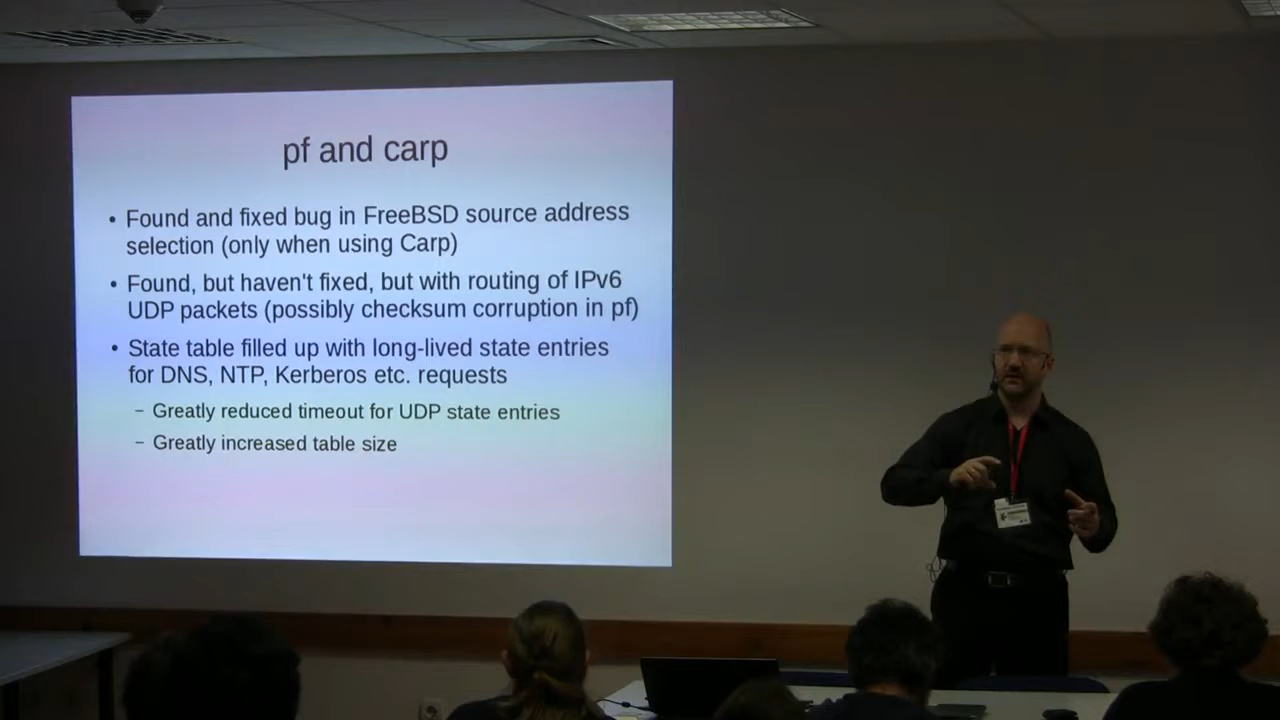 pf and carp
• Found and fixed bug in FreeBSD source address
selection (only when using Carp)
• Found, but haven't fixed, but with routing of IPv6
UDP packets (possibly checksum corruption in pf)
• State table filled up with long-lived state entries
for DNS, NTP, Kerberos etc. requests
– Greatly reduced timeout for UDP state entries
– Greatly increased table size